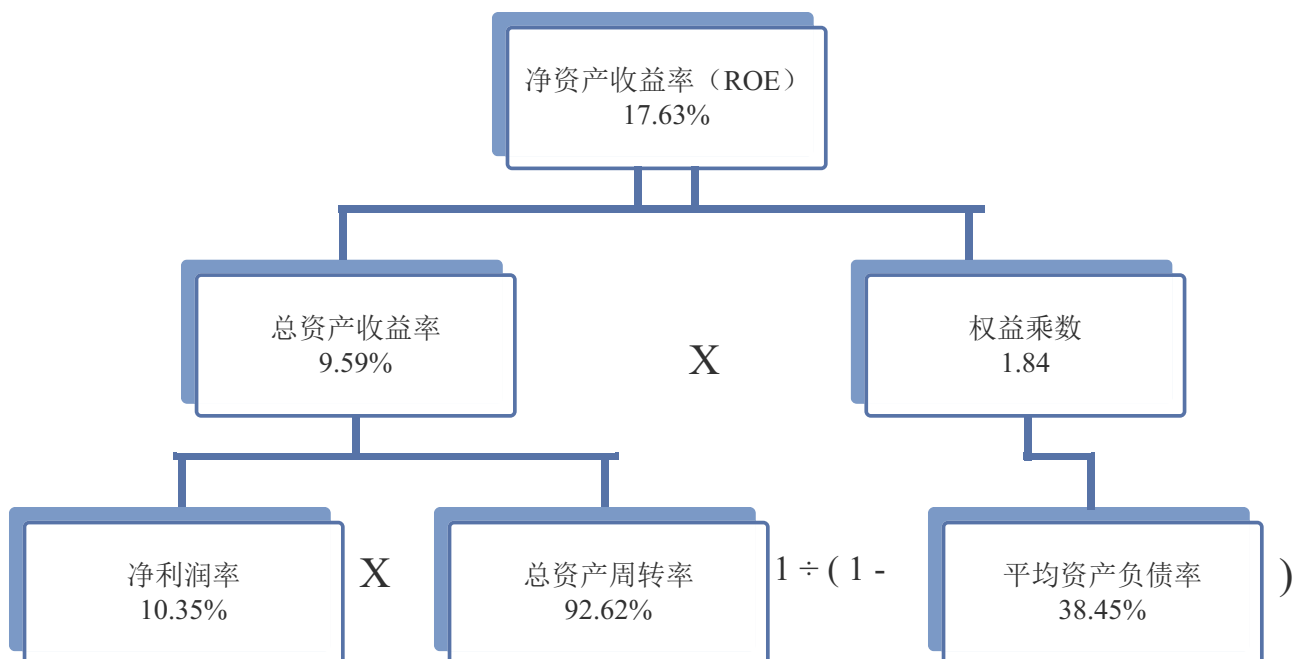 净资产收益率（ROE）
17.63%
总资产收益率
9.59%
X
权益乘数
1.84
净利润率
10.35%
X
总资产周转率
92.62%
1 ÷ ( 1 -
平均资产负债率
38.45%
)